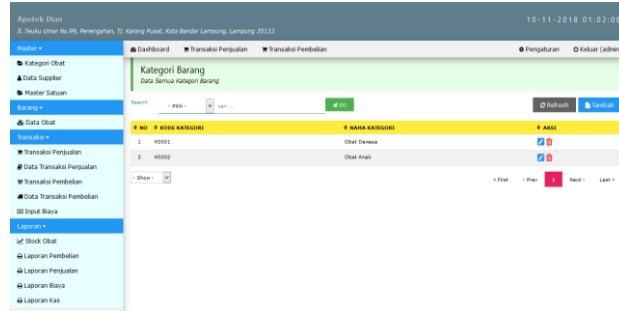 Apotek Dian
Jl. Teuku Umar No.99, Penengahan, Tj. Karang Pusat, Kota Bandar Lampung, Lampung 35123
10-11-2018 01:02:08
Master
Kategori Obat
Data Supplier
Master Satuan
Barang
Data Obat
Transaksi
Transaksi Penjualan
Data Transaksi Penjualan
Transaksi Pembelian
Data Transaksi Pembelian
Input Biaya
Laporan
Stock Obat
Laporan Pembelian
Laporan Penjualan
Laporan Biaya
Laporan Kas
Dashboard Transaksi Penjualan Transaksi Pembelian Pengaturan Keluar (admin
Kategori Barang
Data Semua Kategori Barang
Search - Pilih - cari ... GO Refresh Tambah
NO KODE KATEGORI NAMA KATEGORI AKSI
1 K0001 Obat Dewasa
2 K0002 Obat Anak
- Show - « First ‹ Prev 1 Next › Last »